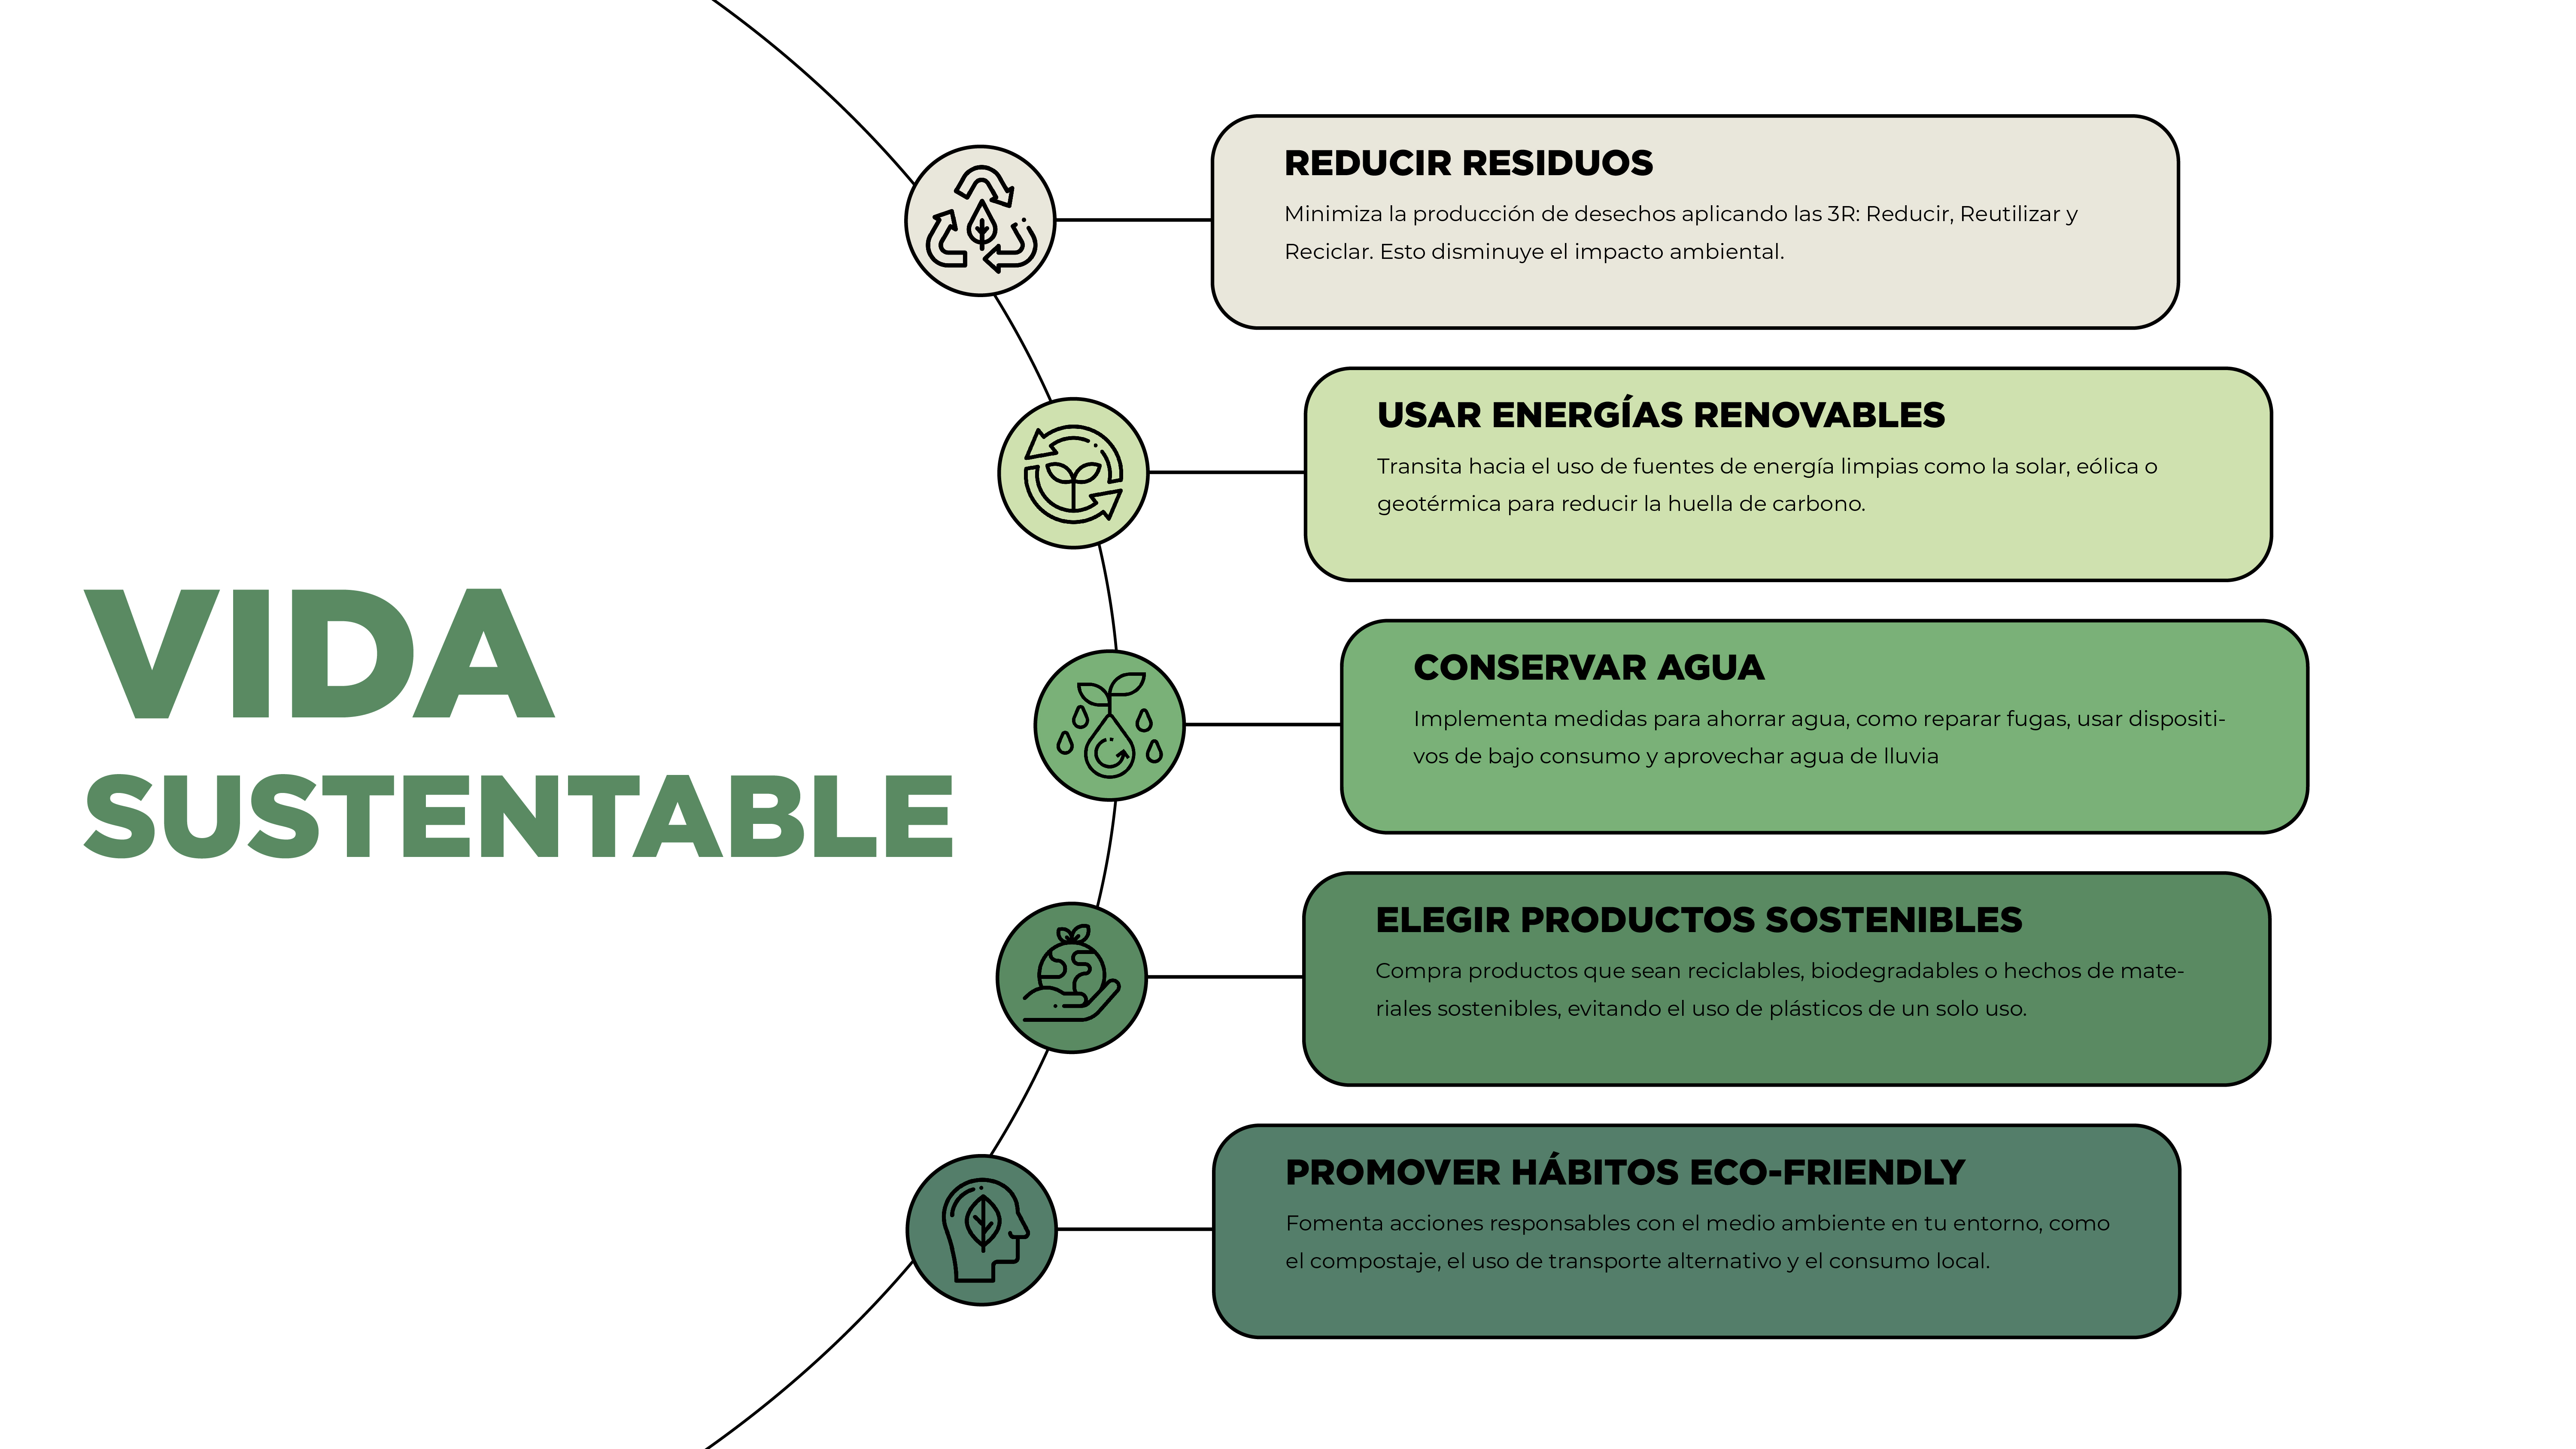 VIDA
SUSTENTABLE
REDUCIR RESIDUOS
Minimiza la producción de desechos aplicando las 3R: Reducir, Reutilizar y
Reciclar. Esto disminuye el impacto ambiental.
USAR ENERGÍAS RENOVABLES
Transita hacia el uso de fuentes de energía limpias como la solar, eólica o
geotérmica para reducir la huella de carbono.
CONSERVAR AGUA
Implementa medidas para ahorrar agua, como reparar fugas, usar dispositi-
vos de bajo consumo y aprovechar agua de lluvia
ELEGIR PRODUCTOS SOSTENIBLES
Compra productos que sean reciclables, biodegradables o hechos de mate-
riales sostenibles, evitando el uso de plásticos de un solo uso.
PROMOVER HÁBITOS ECO-FRIENDLY
Fomenta acciones responsables con el medio ambiente en tu entorno, como
el compostaje, el uso de transporte alternativo y el consumo local.